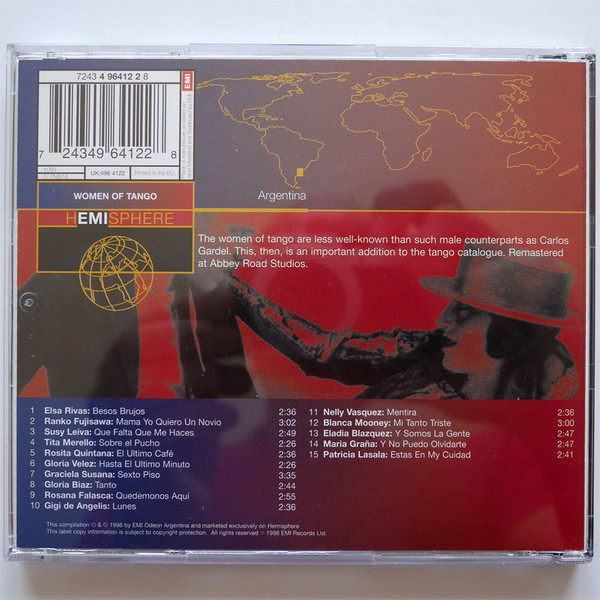 7243 4 96412 2 8
EMI
7 24349 64122 8
UK:496 4122
Printed in the EU
WOMEN OF TANGO
HEMISPHERE
Argentina
The women of tango are less well-known than such male counterparts as Carlos
Gardel. This, then, is an important addition to the tango catalogue. Remastered
at Abbey Road Studios.
1 Elsa Rivas: Besos Brujos 2:36
2 Ranko Fujisawa: Mama Yo Quiero Un Novio 3:02
3 Susy Leiva: Que Falta Que Me Haces 2:49
4 Tita Merello: Sobre el Pucho 2:26
5 Rosita Quintana: El Ultimo Café 2:36
6 Gloria Velez: Hasta El Ultimo Minuto 2:26
7 Graciela Susana: Sexto Piso 3:35
8 Gloria Biaz: Tanto 2:44
9 Rosana Falasca: Quedémonos Aqui 2:55
10 Gigi de Angelis: Lunes 2:36
11 Nelly Vasquez: Mentira 2:36
12 Blanca Mooney: Mi Tanto Triste 3:00
13 Eladia Blazquez: Y Somos La Gente 2:47
14 Maria Graña: Y No Puedo Olvidarte 2:47
15 Patricia Lasala: Estas En My Cuidad 2:41
This compilation ℗ & © 1998 by EMI Odeon Argentina and marketed exclusively on Hemisphere
This label copy information is subject to copyright protection. All rights reserved © 1998 EMI Records Ltd.